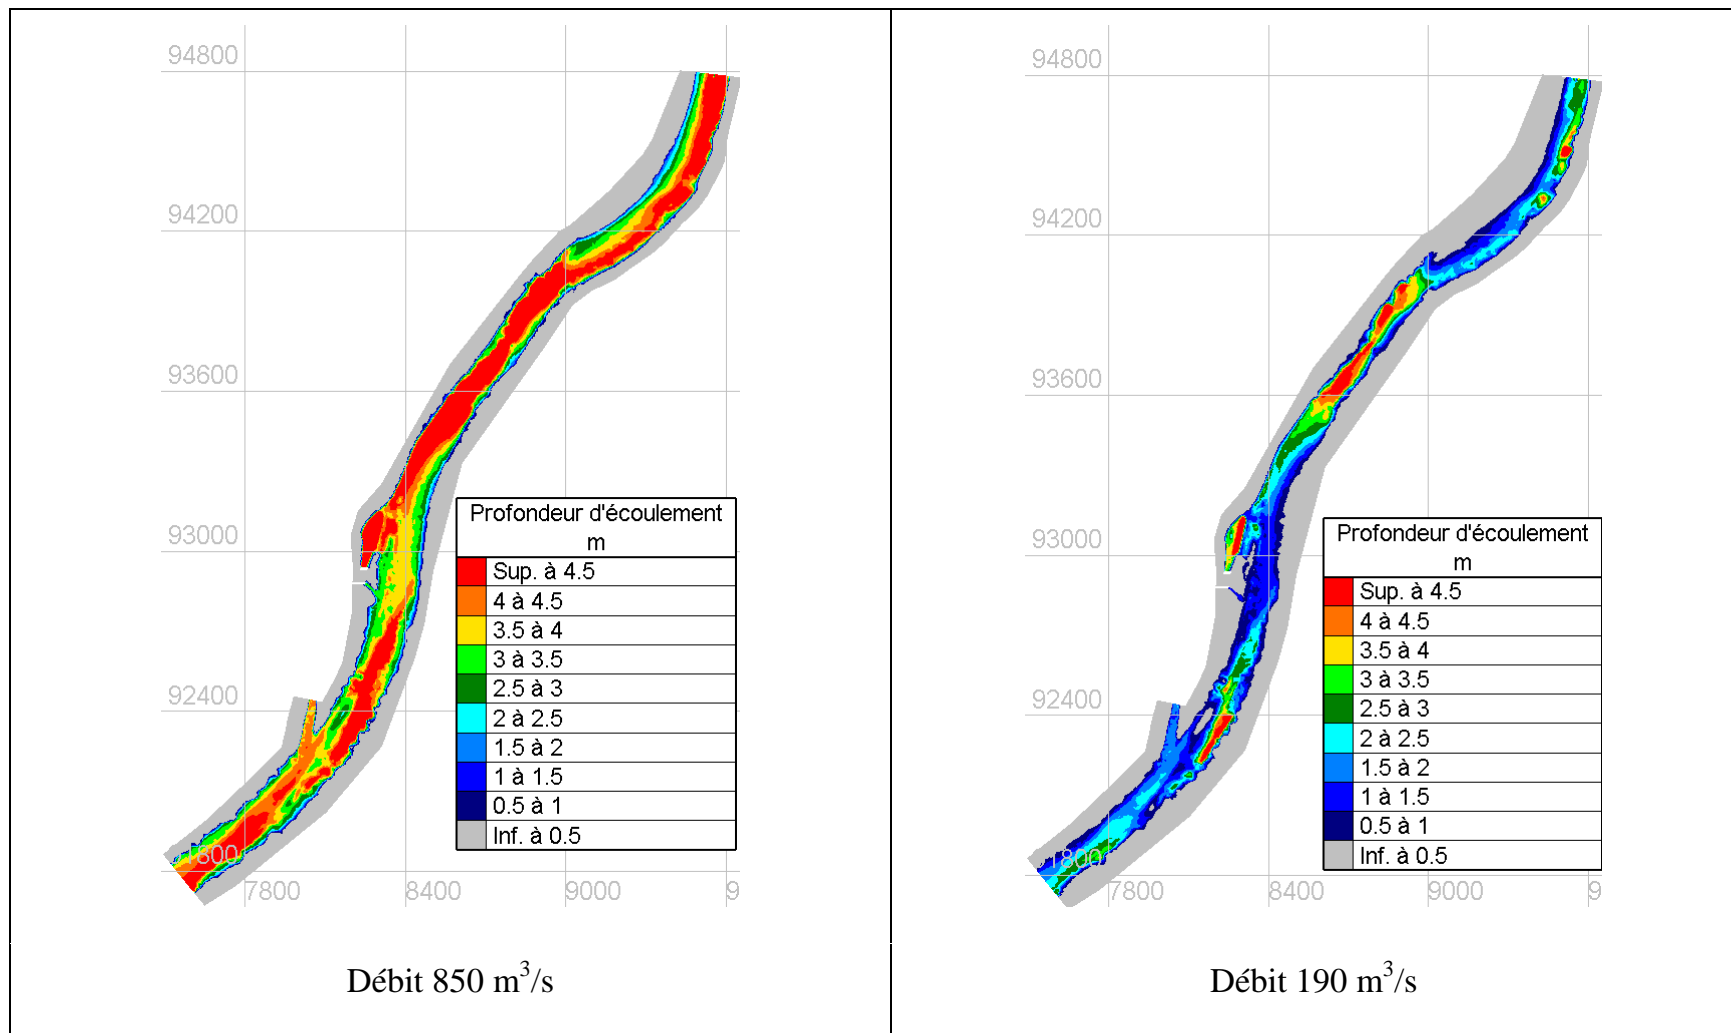 94800
94200
93600
93000
92400
1800
7800
8400
9000
9
Profondeur d'écoulement
m
Sup. à 4.5
4 à 4.5
3.5 à 4
3 à 3.5
2.5 à 3
2 à 2.5
1.5 à 2
1 à 1.5
0.5 à 1
Inf. à 0.5
Débit 850 m³/s
94800
94200
93600
93000
92400
1800
7800
8400
9000
9
Profondeur d'écoulement
m
Sup. à 4.5
4 à 4.5
3.5 à 4
3 à 3.5
2.5 à 3
2 à 2.5
1.5 à 2
1 à 1.5
0.5 à 1
Inf. à 0.5
Débit 190 m³/s